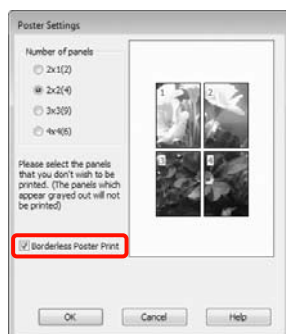 Poster Settings
Number of panels
2x1(2)
2x2(4)
3x3(9)
4x4(6)
1
2
3
4
Please select the panels
that you don't wish to be
printed. (The panels which
appear grayed out will not
be printed)
Borderless Poster Print
OK
Cancel
Help